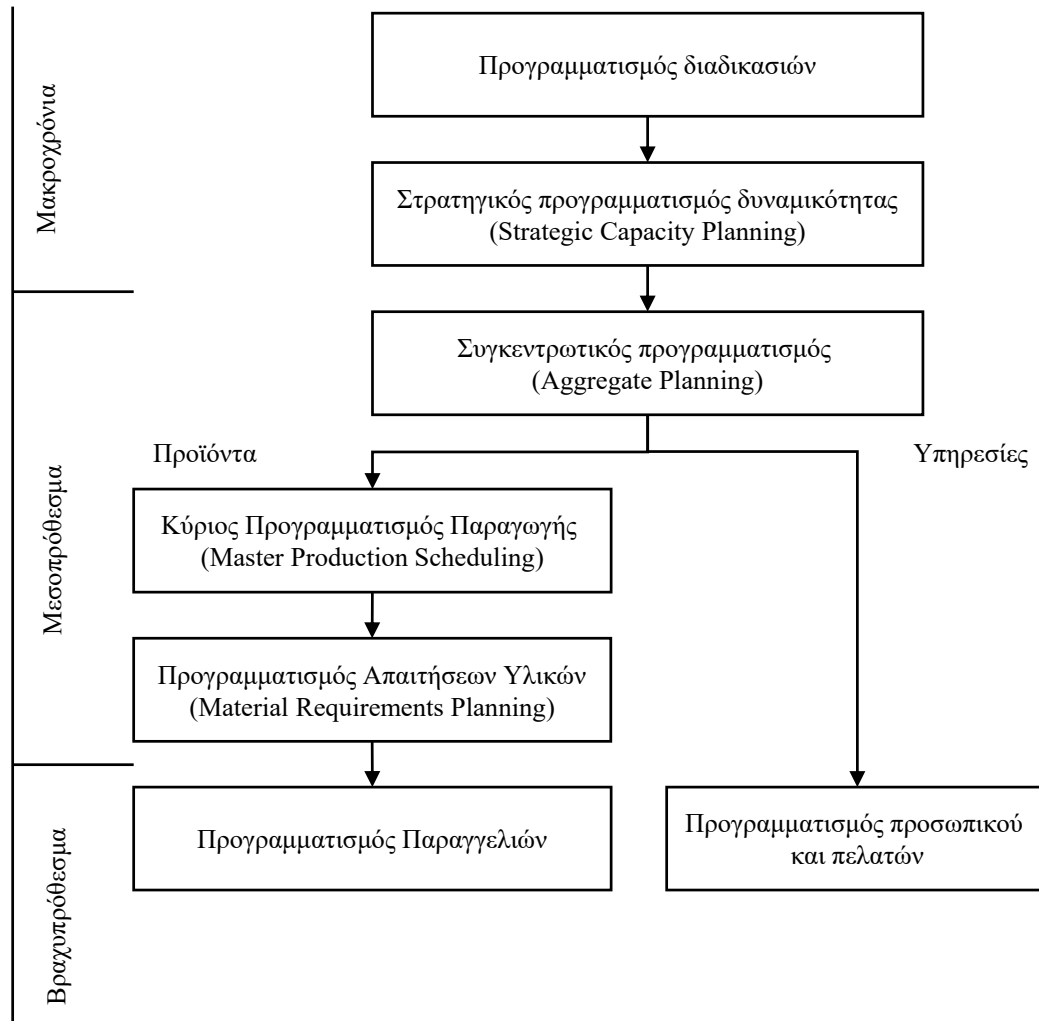 Μακροχρόνια
Προγραμματισμός διαδικασιών
Στρατηγικός προγραμματισμός δυναμικότητας
(Strategic Capacity Planning)
Μεσοπρόθεσμα
Συγκεντρωτικός προγραμματισμός
(Aggregate Planning)
Προϊόντα
Υπηρεσίες
Κύριος Προγραμματισμός Παραγωγής
(Master Production Scheduling)
Προγραμματισμός Απαιτήσεων Υλικών
(Material Requirements Planning)
Βραχυπρόθεσμα
Προγραμματισμός Παραγγελιών
Προγραμματισμός προσωπικού
και πελατών